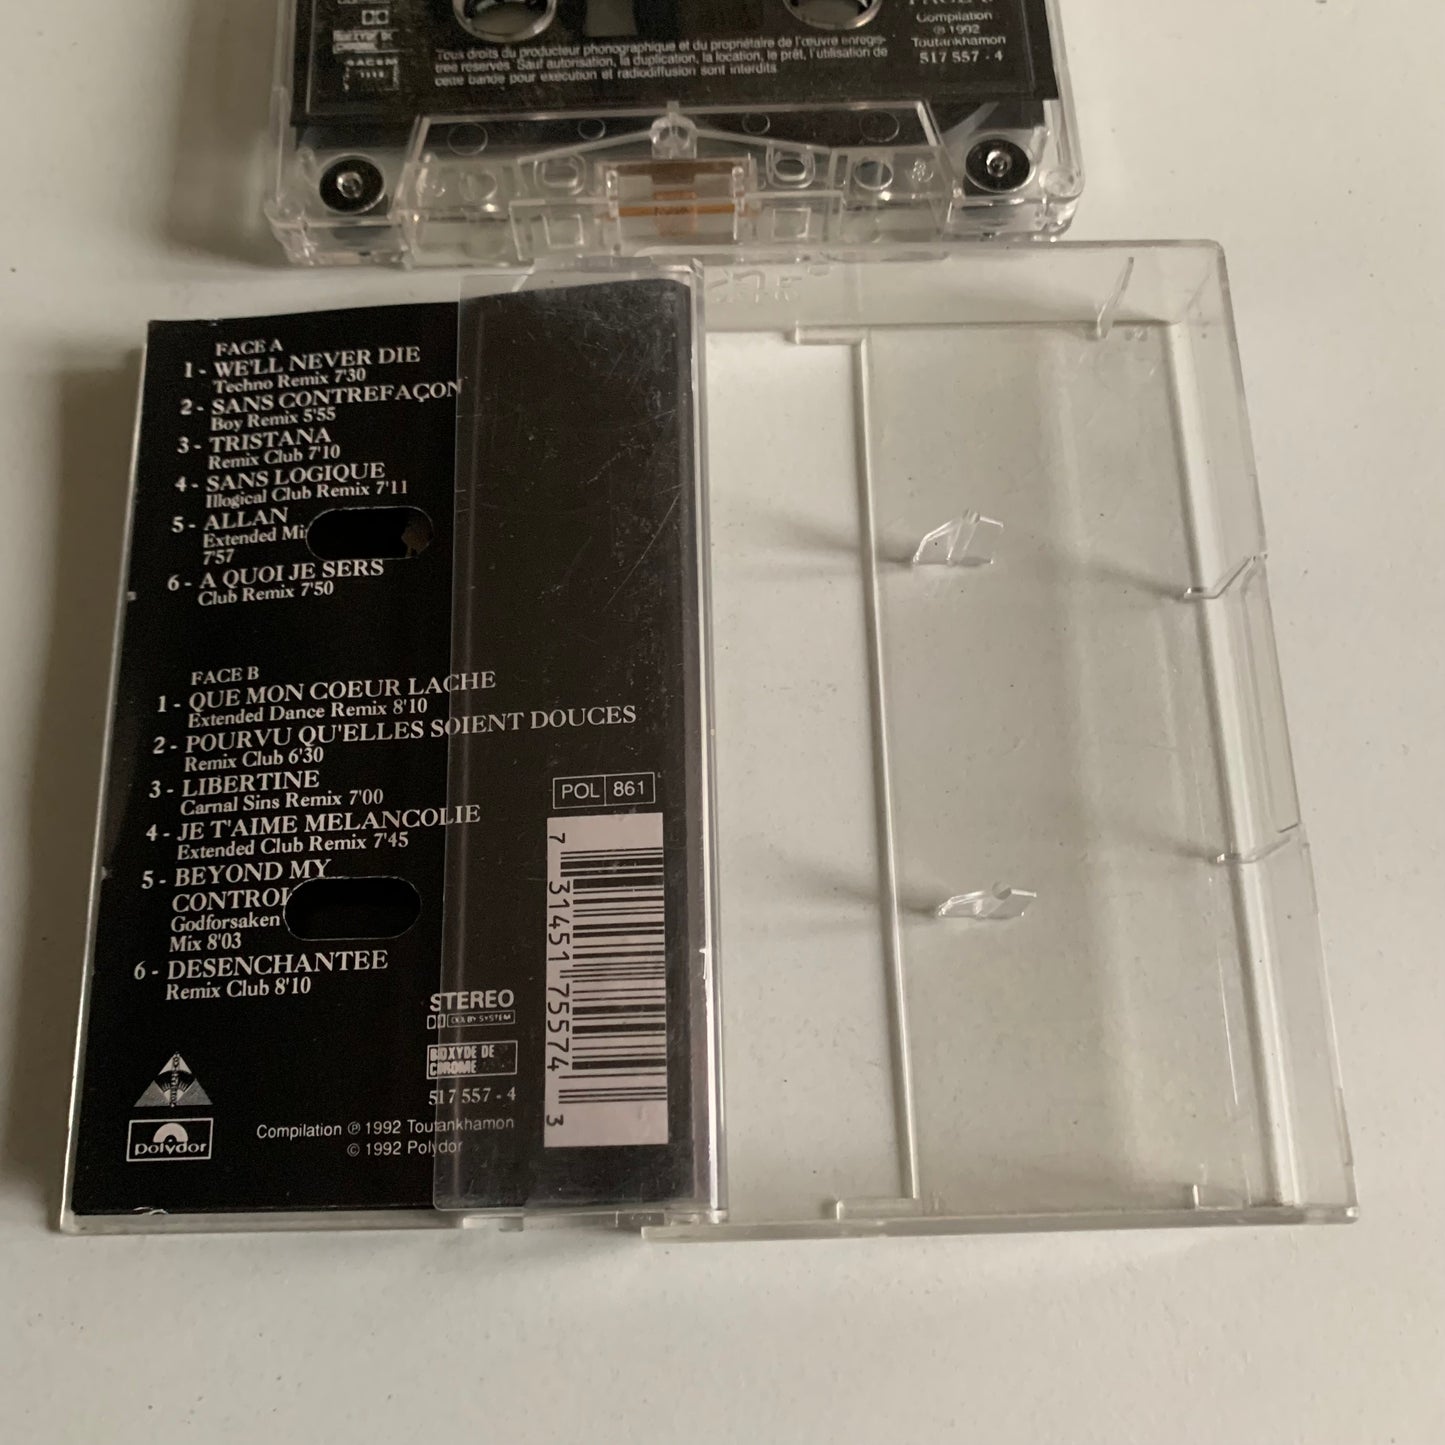 Compilation
℗ 1992
Toutankhamon
517 557 - 4
Tous droits du producteur phonographique et du propriétaire de l'œuvre enregis-
tree reservés Sauf autorisation, la duplication, la location, le prêt, l'utilisation de
cette bande pour exécution et radiodiffusion sont interdits
FACE A
1 - WE'LL NEVER DIE
Techno Remix 7'30
2 - SANS CONTREFAÇON
Boy Remix 5'55
3 - TRISTANA
Remix Club 7'10
4 - SANS LOGIQUE
Illogical Club Remix 7'11
5 - ALLAN
Extended Mi
7'57
6 - A QUOI JE SERS
Club Remix 7'50
FACE B
1 - QUE MON COEUR LACHE
Extended Dance Remix 8'10
2 - POURVU QU'ELLES SOIENT DOUCES
Remix Club 6'30
3 - LIBERTINE
Carnal Sins Remix 7'00
4 - JE T'AIME MELANCOLIE
Extended Club Remix 7'45
5 - BEYOND MY
CONTROL
Godforsaken
Mix 8'03
6 - DESENCHANTEE
Remix Club 8'10
POL 861
7 31451 75574 3
STEREO
DOLBY SYSTEM
BIOXYDE DE
CHROME
517 557 - 4
polydor
Compilation ℗ 1992 Toutankhamon
© 1992 Polydor